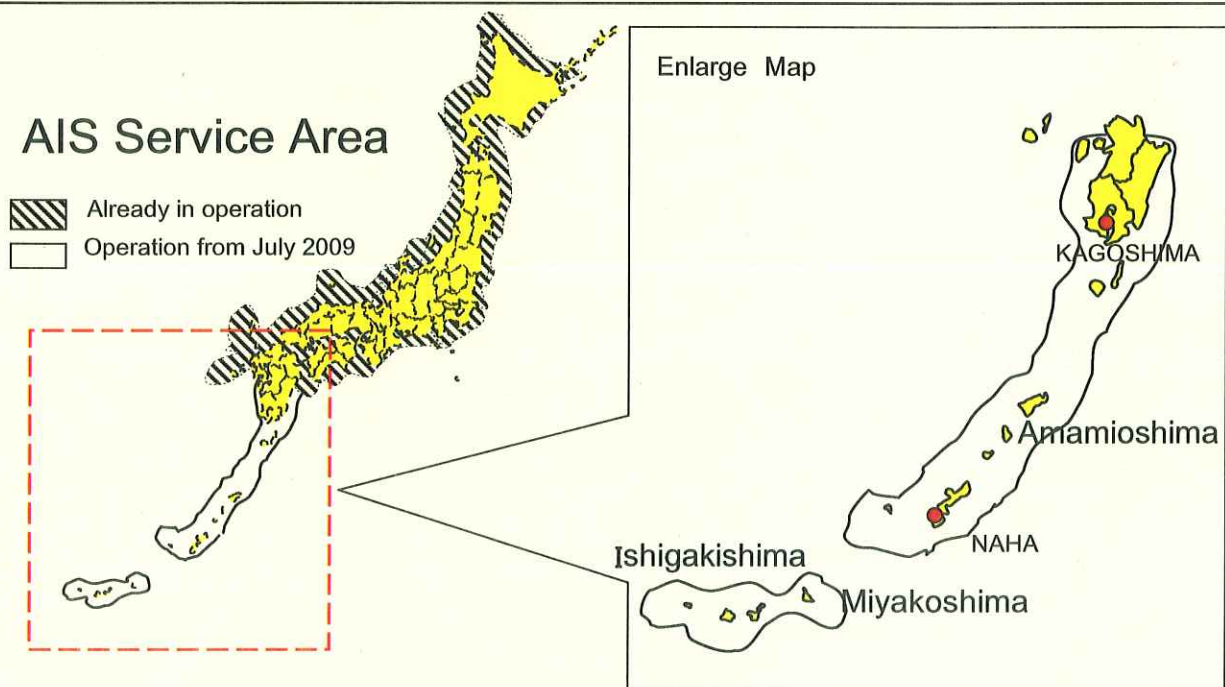 AIS Service Area
Already in operation
Operation from July 2009
Enlarge Map
KAGOSHIMA
Amamioshima
NAHA
Ishigakishima
Miyakoshima